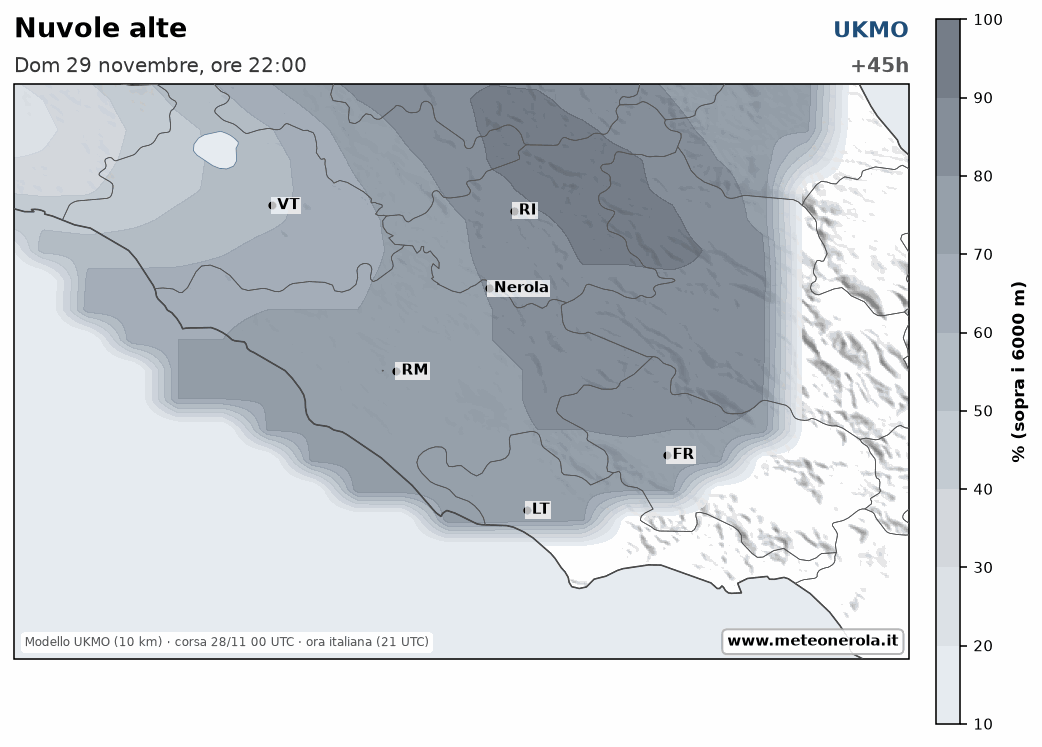 Nuvole alte
UKMO
Dom 29 novembre, ore 22:00
+45h
VT
RI
Nerola
RM
FR
LT
Modello UKMO (10 km) · corsa 28/11 00 UTC · ora italiana (21 UTC)
www.meteonerola.it
100
90
80
70
60
50
40
30
20
10
% (sopra i 6000 m)